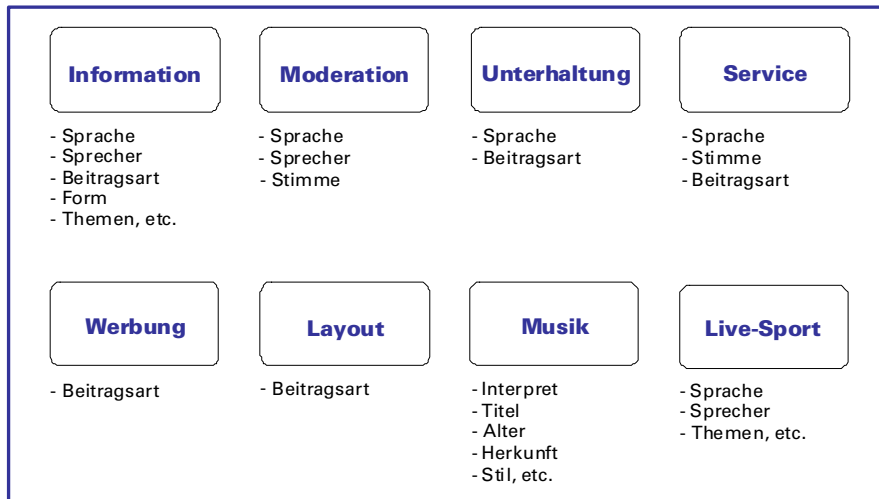 Information
- Sprache
- Sprecher
- Beitragsart
- Form
- Themen, etc.
Moderation
- Sprache
- Sprecher
- Stimme
Unterhaltung
- Sprache
- Beitragsart
Service
- Sprache
- Stimme
- Beitragsart
Werbung
- Beitragsart
Layout
- Beitragsart
Musik
- Interpret
- Titel
- Alter
- Herkunft
- Stil, etc.
Live-Sport
- Sprache
- Sprecher
- Themen, etc.